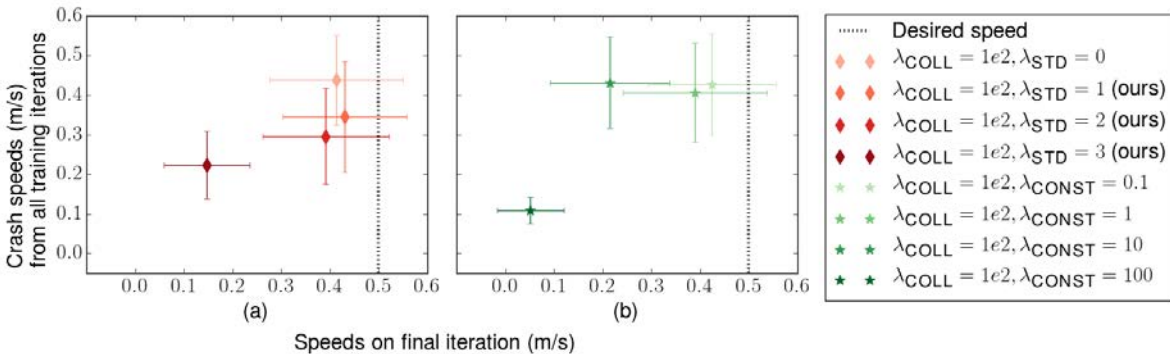 Crash speeds (m/s)
from all training iterations
0.6
0.5
0.4
0.3
0.2
0.1
0.0
0.0 0.1 0.2 0.3 0.4 0.5 0.6
(a)
0.0 0.1 0.2 0.3 0.4 0.5 0.6
(b)
Speeds on final iteration (m/s)
Desired speed
λCOLL = 1e2, λSTD = 0
λCOLL = 1e2, λSTD = 1 (ours)
λCOLL = 1e2, λSTD = 2 (ours)
λCOLL = 1e2, λSTD = 3 (ours)
λCOLL = 1e2, λCONST = 0.1
λCOLL = 1e2, λCONST = 1
λCOLL = 1e2, λCONST = 10
λCOLL = 1e2, λCONST = 100